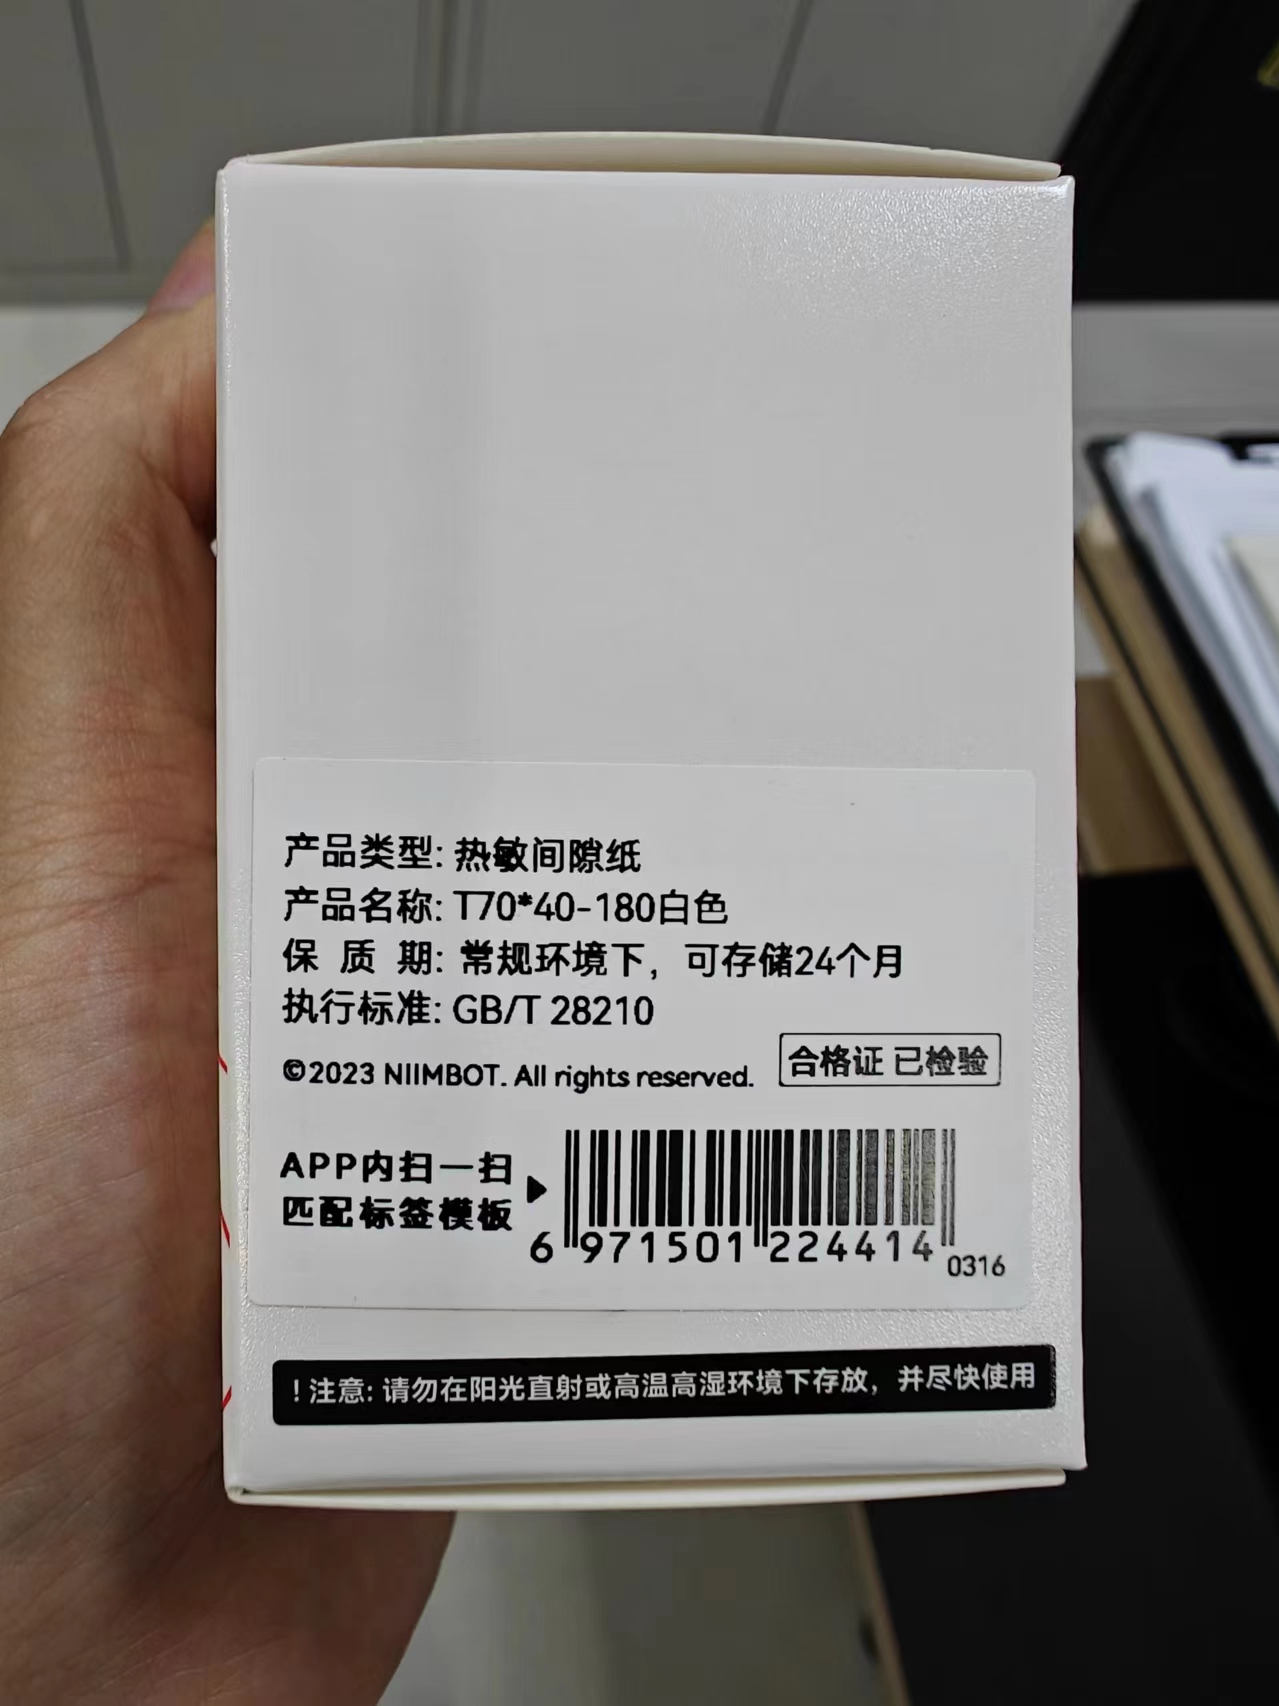 产品类型: 热敏间隙纸
产品名称: T70*40-180白色
保 质 期: 常规环境下，可存储24个月
执行标准: GB/T 28210
©2023 NIIMBOT. All rights reserved.
合格证 已检验
APP内扫一扫
匹配标签模板
6 971501 224414
0316
! 注意: 请勿在阳光直射或高温高湿环境下存放，并尽快使用